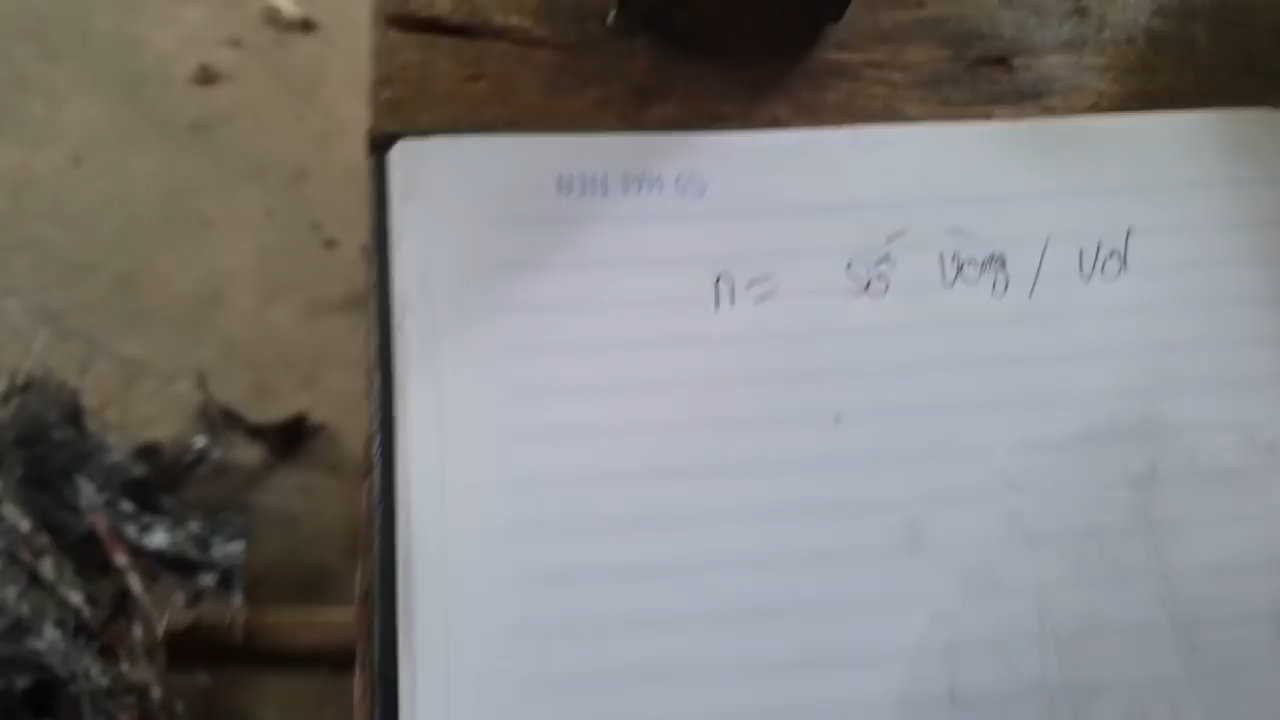 n = Số vòng / vol